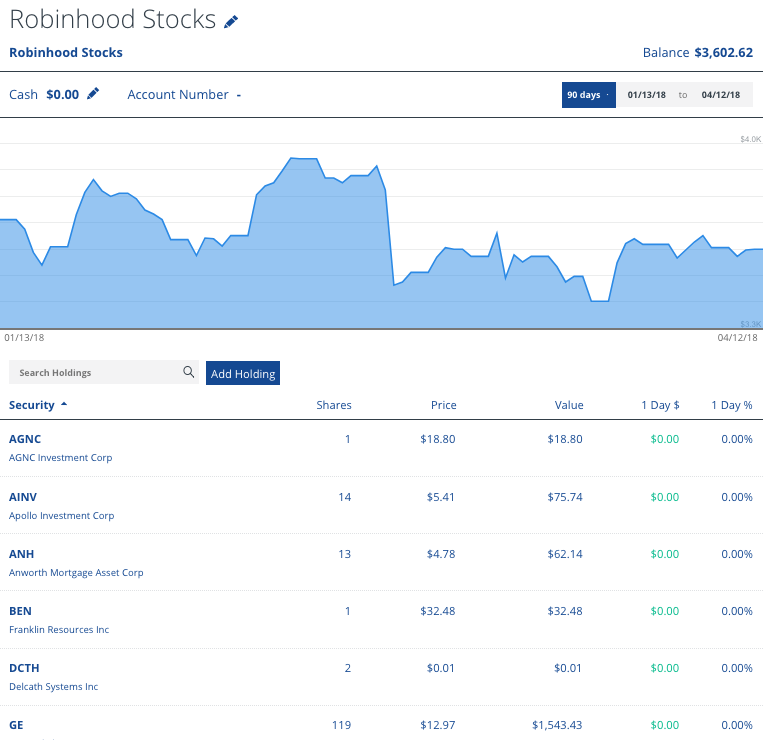 Robinhood Stocks
Robinhood Stocks Balance $3,602.62
Cash $0.00 Account Number - 90 days 01/13/18 to 04/12/18
$4.0K
$3.3K
01/13/18 04/12/18
Search Holdings Add Holding
Security Shares Price Value 1 Day $ 1 Day %
AGNC 1 $18.80 $18.80 $0.00 0.00%
AGNC Investment Corp
AINV 14 $5.41 $75.74 $0.00 0.00%
Apollo Investment Corp
ANH 13 $4.78 $62.14 $0.00 0.00%
Anworth Mortgage Asset Corp
BEN 1 $32.48 $32.48 $0.00 0.00%
Franklin Resources Inc
DCTH 2 $0.01 $0.01 $0.00 0.00%
Delcath Systems Inc
GE 119 $12.97 $1,543.43 $0.00 0.00%